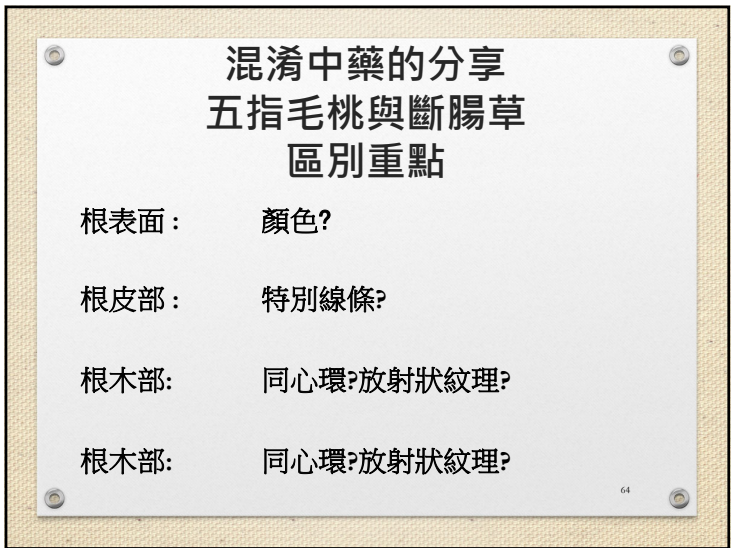 混淆中藥的分享
五指毛桃與斷腸草
區別重點
根表面 : 顏色?
根皮部 : 特別線條?
根木部: 同心環?放射狀紋理?
根木部: 同心環?放射狀紋理?
64